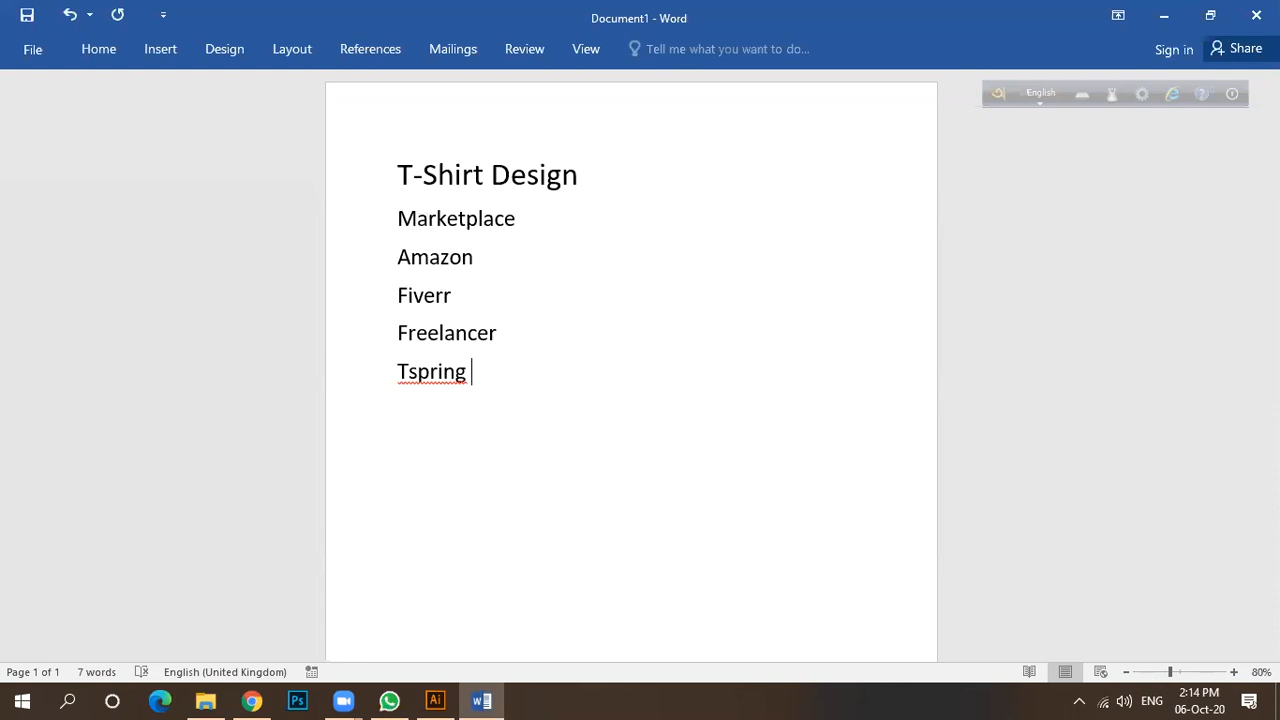 Document1 - Word
File
Home
Insert
Design
Layout
References
Mailings
Review
View
Tell me what you want to do...
Sign in
Share
English
T-Shirt Design
Marketplace
Amazon
Fiverr
Freelancer
Tspring
Page 1 of 1
7 words
English (United Kingdom)
80%
Ps
Ai
ENG
2:14 PM
06-Oct-20